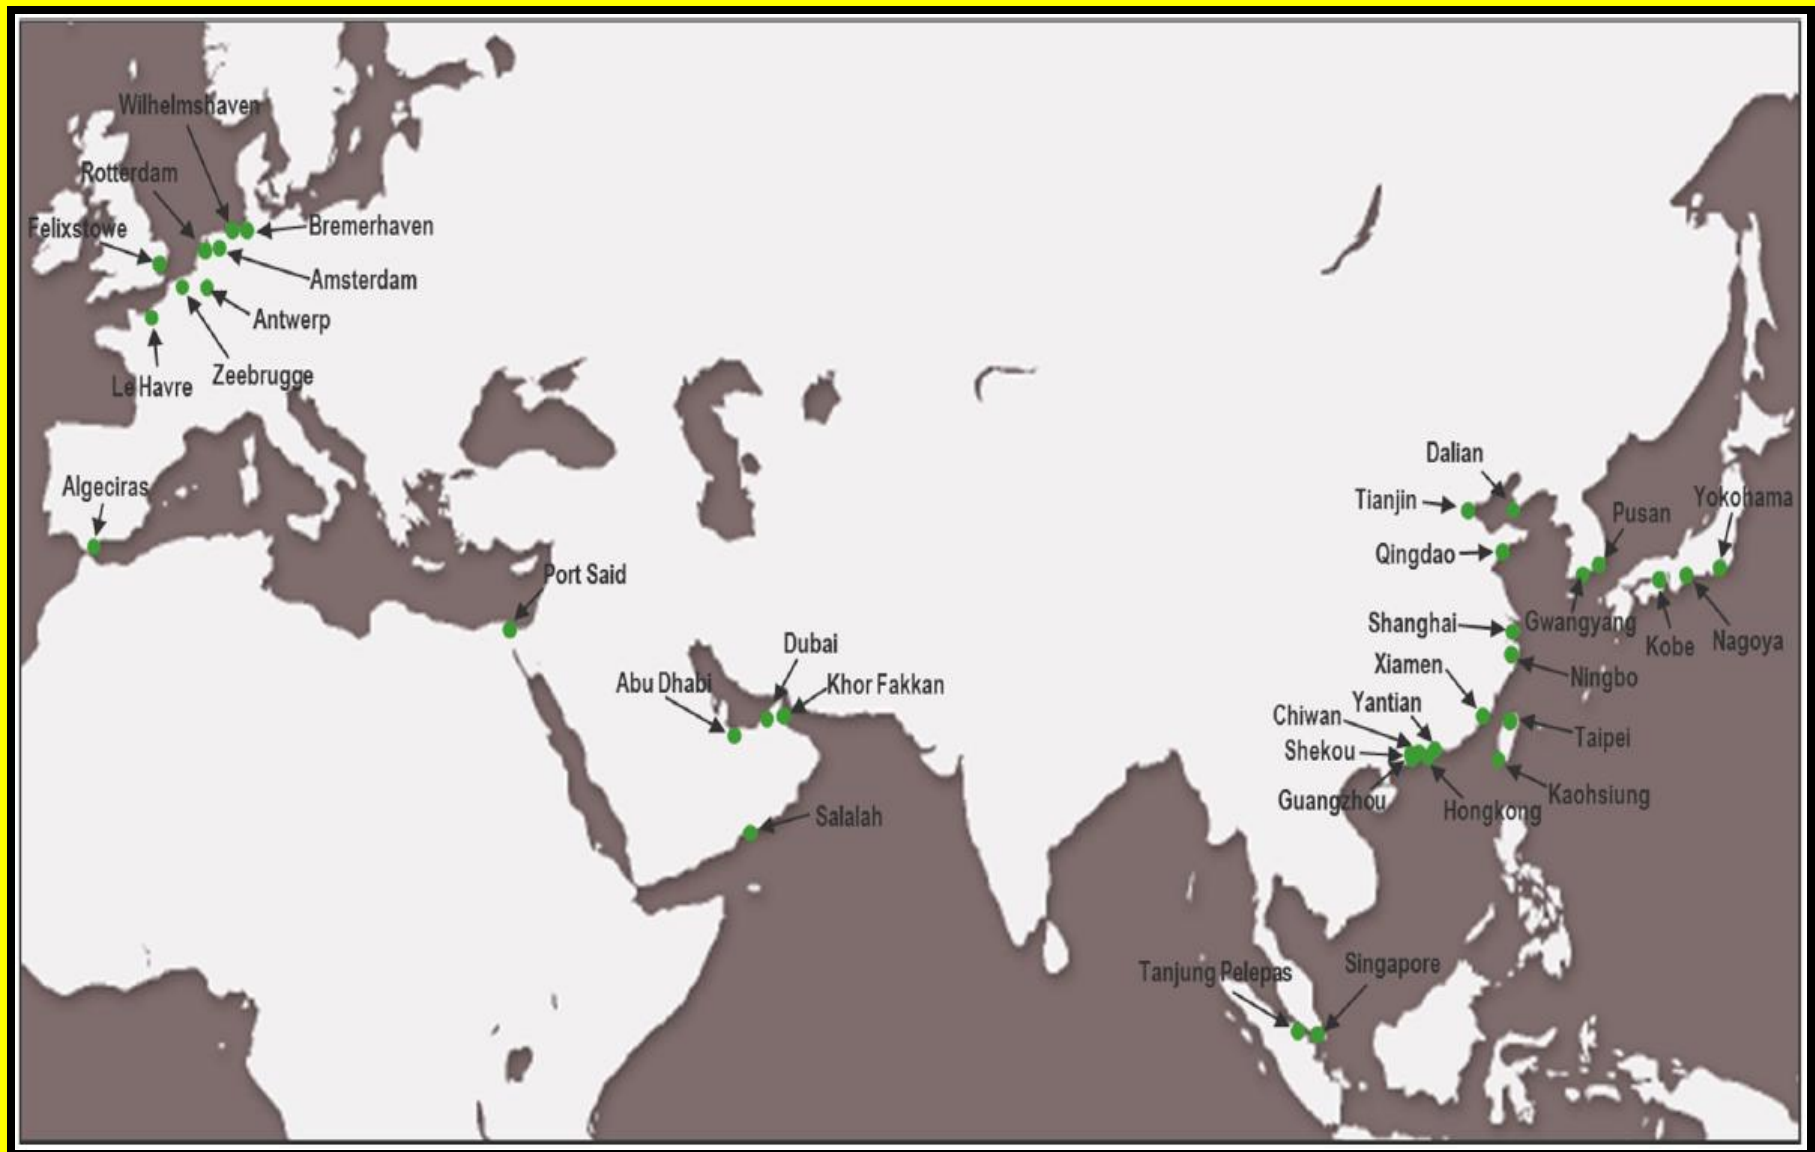 Wilhelmshaven
Rotterdam
Felixstowe
Bremerhaven
Amsterdam
Antwerp
Zeebrugge
Le Havre
Algeciras
Port Said
Dubai
Abu Dhabi
Khor Fakkan
Salalah
Dalian
Tianjin
Yokohama
Pusan
Qingdao
Shanghai
Gwangyang
Kobe
Nagoya
Xiamen
Ningbo
Yantian
Chiwan
Taipei
Shekou
Guangzhou
Hongkong
Kaohsiung
Tanjung Pelepas
Singapore